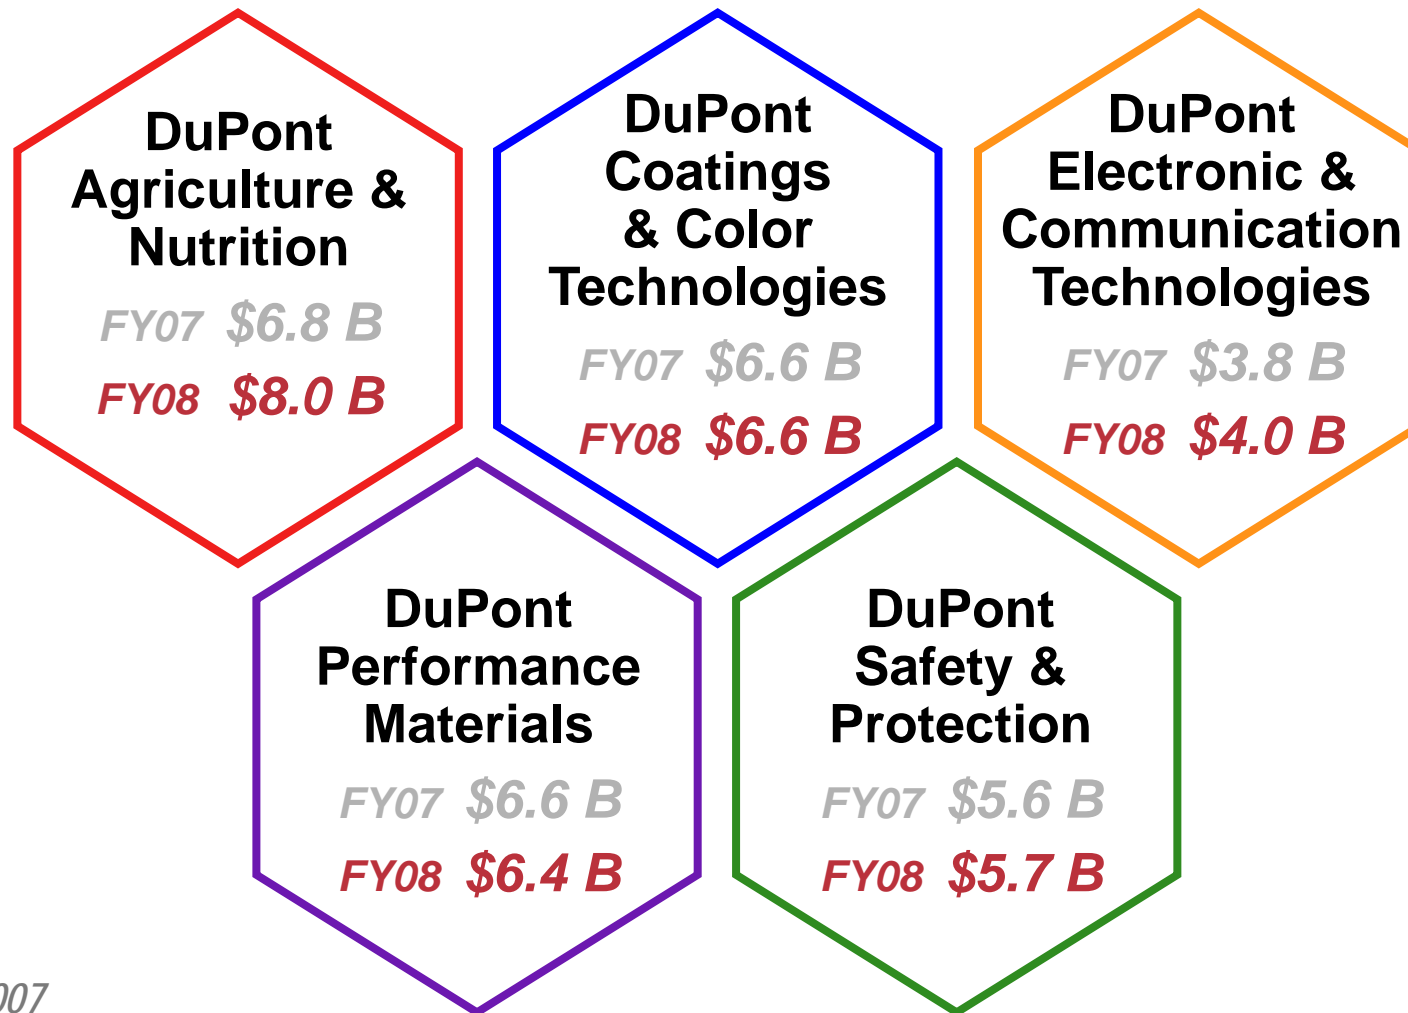 DuPont
Agriculture &
Nutrition
FY07 $6.8 B
FY08 $8.0 B
DuPont
Coatings
& Color
Technologies
FY07 $6.6 B
FY08 $6.6 B
DuPont
Electronic &
Communication
Technologies
FY07 $3.8 B
FY08 $4.0 B
DuPont
Performance
Materials
FY07 $6.6 B
FY08 $6.4 B
DuPont
Safety &
Protection
FY07 $5.6 B
FY08 $5.7 B